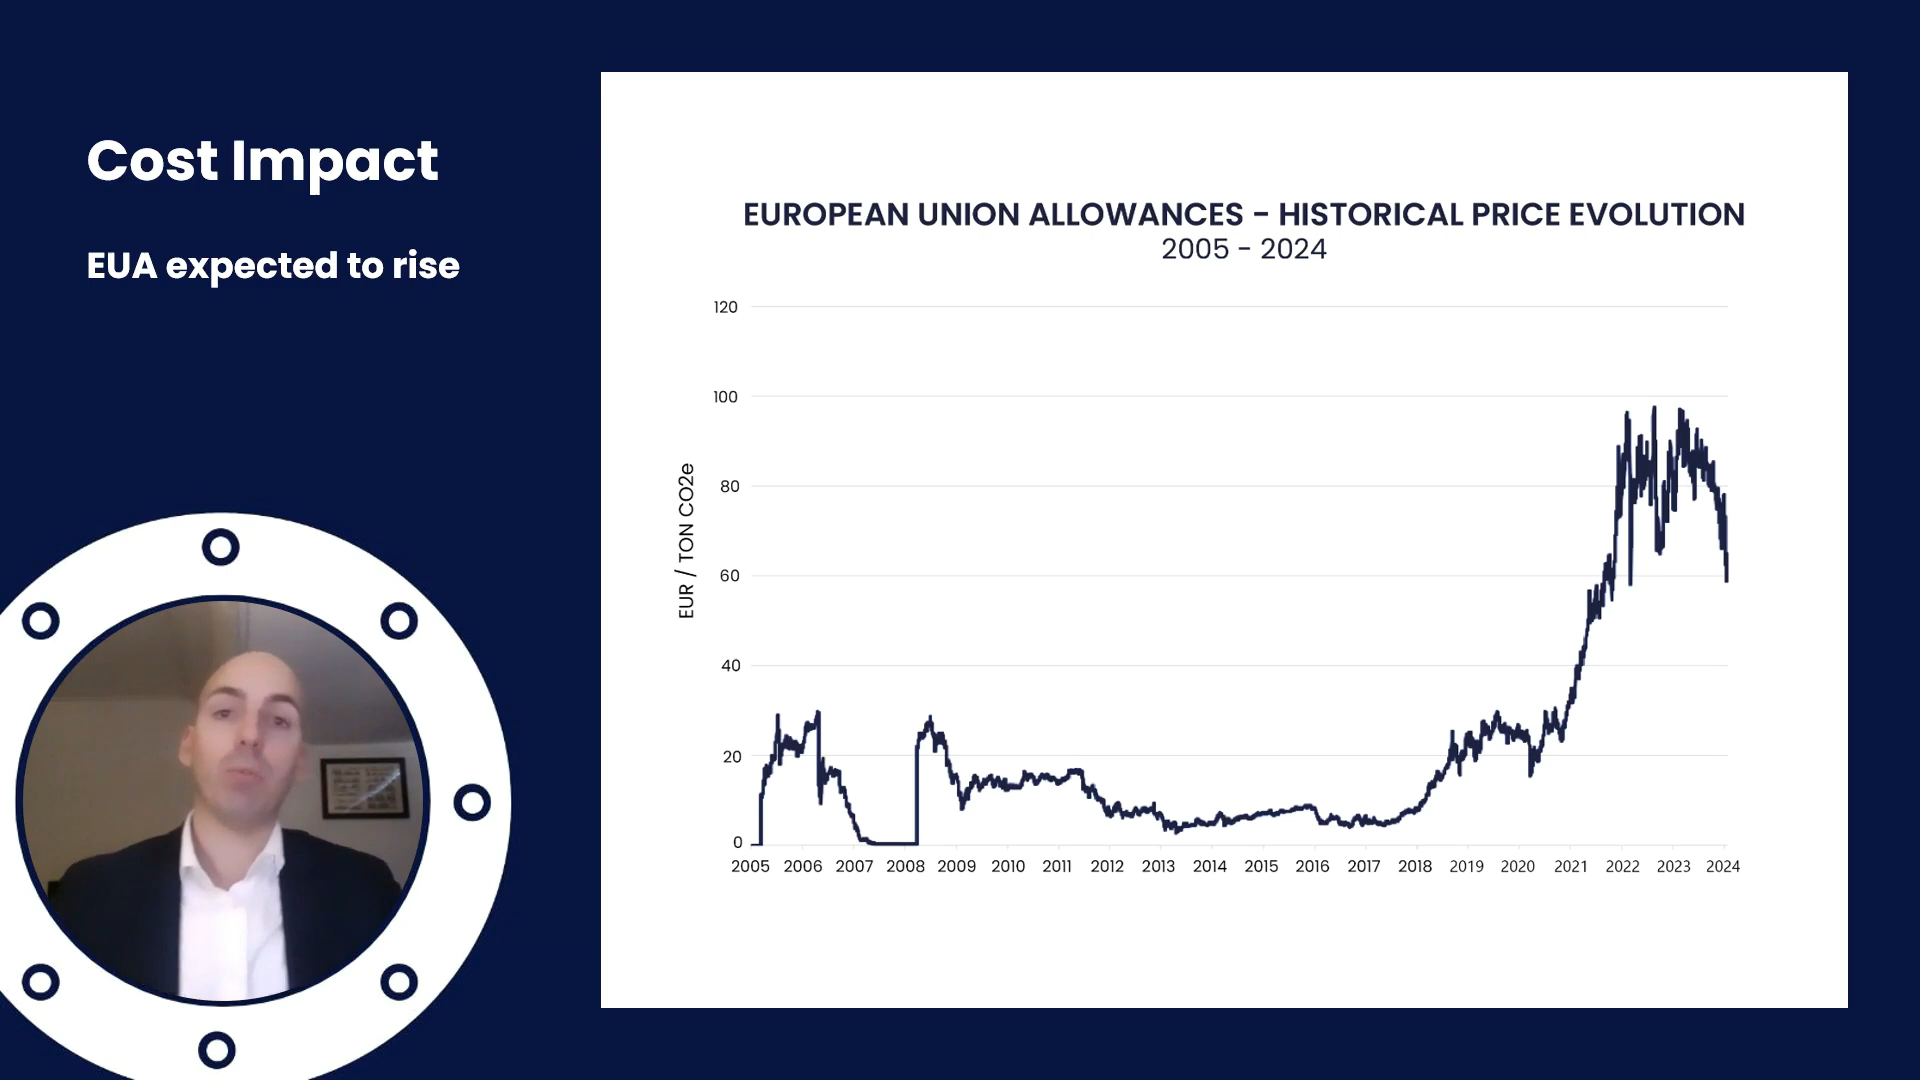 Cost Impact
EUA expected to rise
EUROPEAN UNION ALLOWANCES - HISTORICAL PRICE EVOLUTION
2005 - 2024
120
100
80
60
40
20
0
EUR / TON CO2e
2005 2006 2007 2008 2009 2010 2011 2012 2013 2014 2015 2016 2017 2018 2019 2020 2021 2022 2023 2024